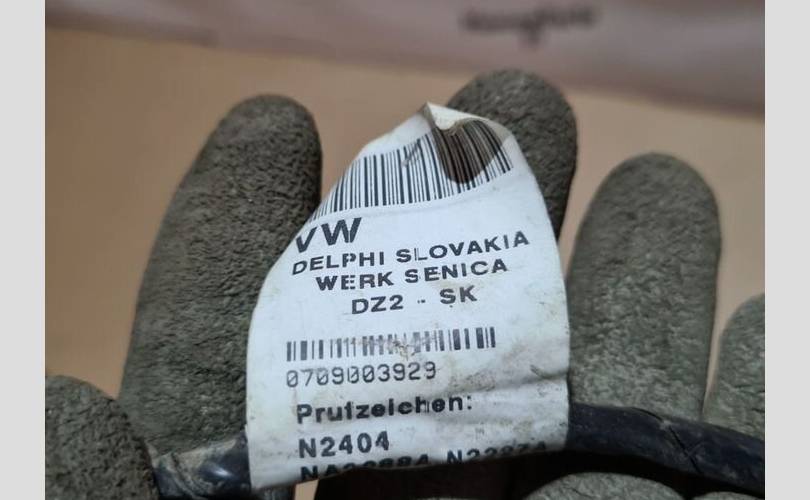 VW
DELPHI SLOVAKIA
WERK SENICA
DZ2 - SK
0709003929
Prufzeichen:
N2404